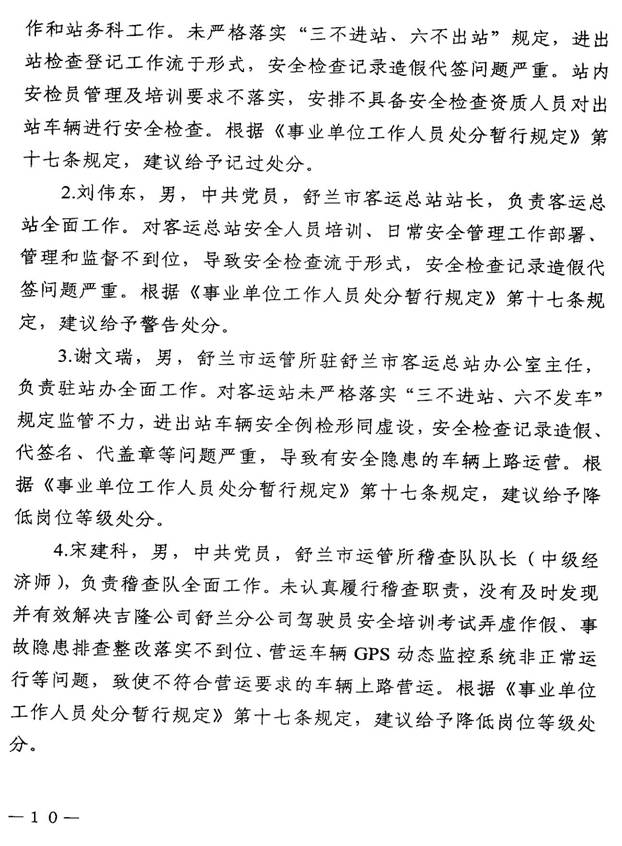 作和站务科工作。未严格落实“三不进站、六不出站”规定，进出
站检查登记工作流于形式，安全检查记录造假代签问题严重。站内
安检员管理及培训要求不落实，安排不具备安全检查资质人员对出
站车辆进行安全检查。根据《事业单位工作人员处分暂行规定》第
十七条规定，建议给予记过处分。
2.刘伟东，男，中共党员，舒兰市客运总站站长，负责客运总
站全面工作。对客运总站安全人员培训、日常安全管理工作部署、
管理和监督不到位，导致安全检查流于形式，安全检查记录造假代
签问题严重。根据《事业单位工作人员处分暂行规定》第十七条规
定，建议给予警告处分。
3.谢文瑞，男，舒兰市运管所驻舒兰市客运总站办公室主任，
负责驻站办全面工作。对客运站未严格落实“三不进站、六不发车”
规定监管不力，进出站车辆安全例检形同虚设，安全检查记录造假、
代签名、代盖章等问题严重，导致有安全隐患的车辆上路运营。根
据《事业单位工作人员处分暂行规定》第十七条规定，建议给予降
低岗位等级处分。
4.宋建科，男，中共党员，舒兰市运管所稽查队队长（中级经
济师），负责稽查队全面工作。未认真履行稽查职责，没有及时发现
并有效解决吉隆公司舒兰分公司驾驶员安全培训考试弄虚作假、事
故隐患排查整改落实不到位、营运车辆 GPS 动态监控系统非正常运
行等问题，致使不符合营运要求的车辆上路营运。根据《事业单位
工作人员处分暂行规定》第十七条规定，建议给予降低岗位等级处
分。
—10—